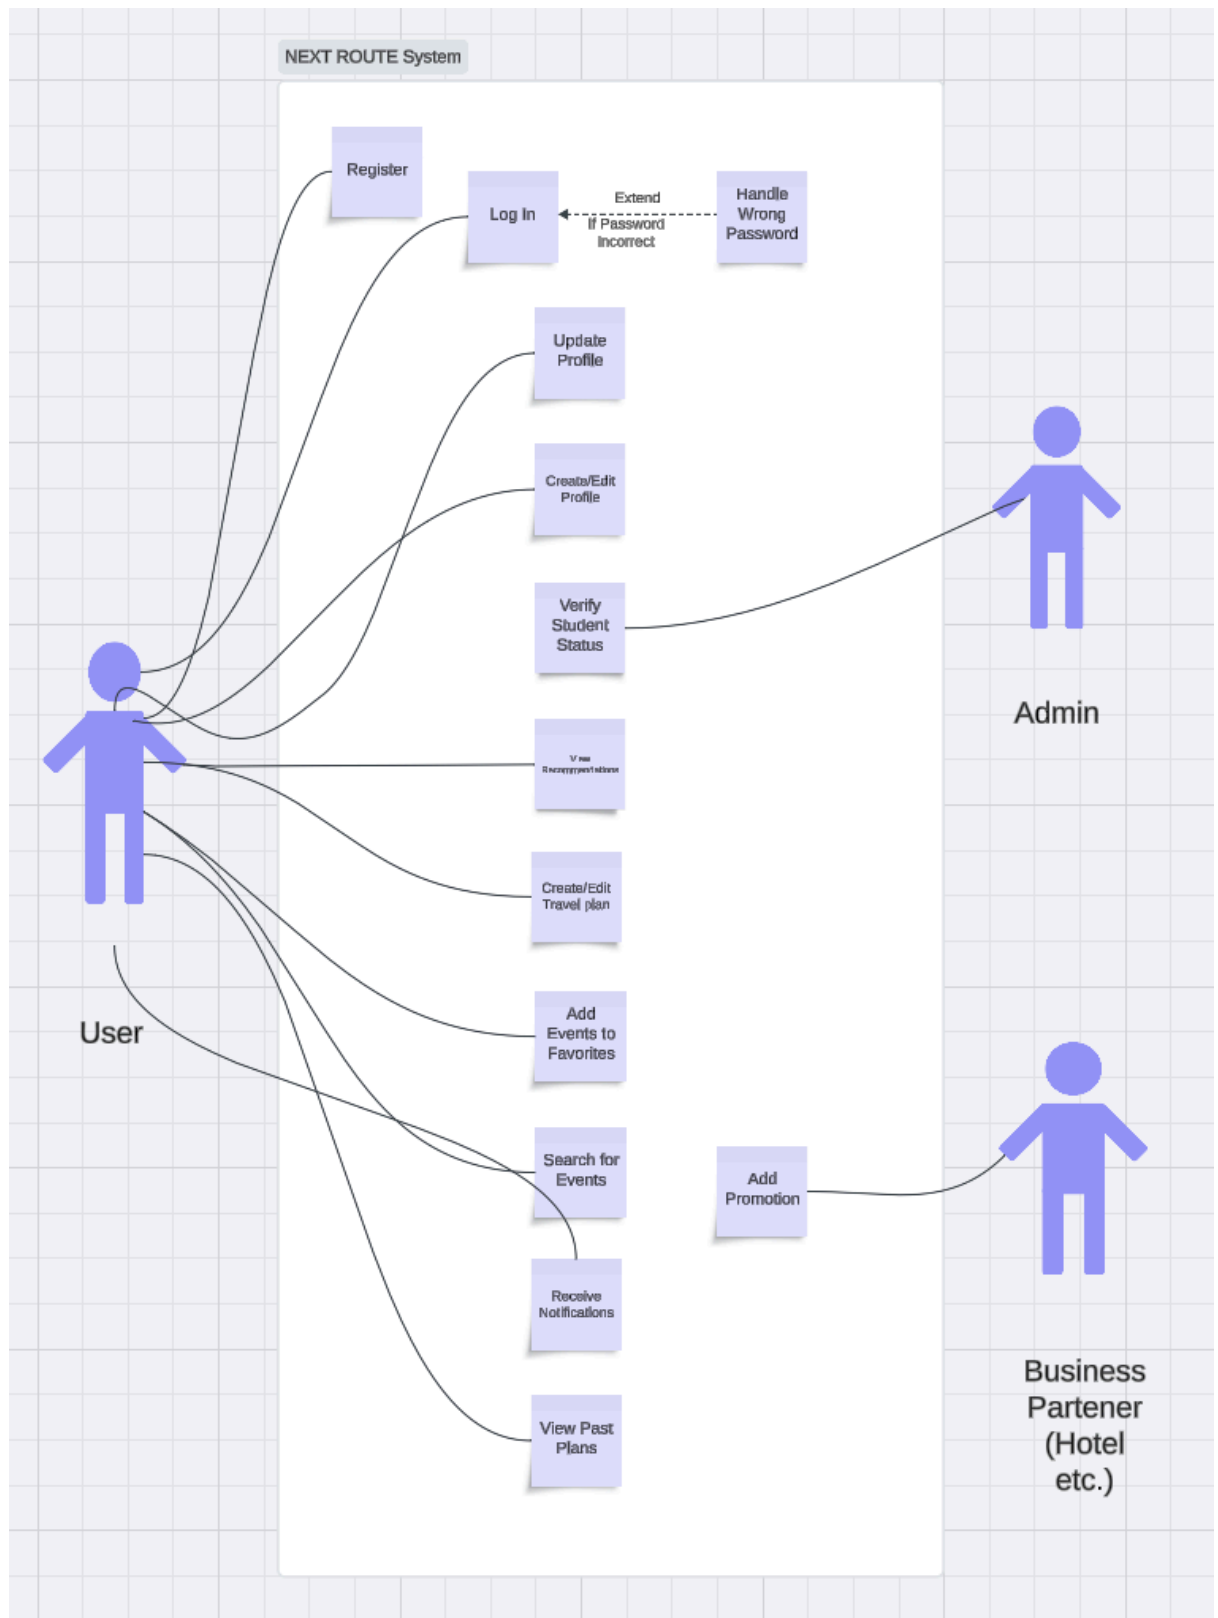 NEXT ROUTE System
Register
Log In
Extend
If Password
Incorrect
Handle
Wrong
Password
Update
Profile
Create/Edit
Profile
Verify
Student
Status
Admin
View
Recommendations
Create/Edit
Travel plan
User
Add
Events to
Favorites
Search for
Events
Add
Promotion
Receive
Notifications
Business
Partener
(Hotel
etc.)
View Past
Plans